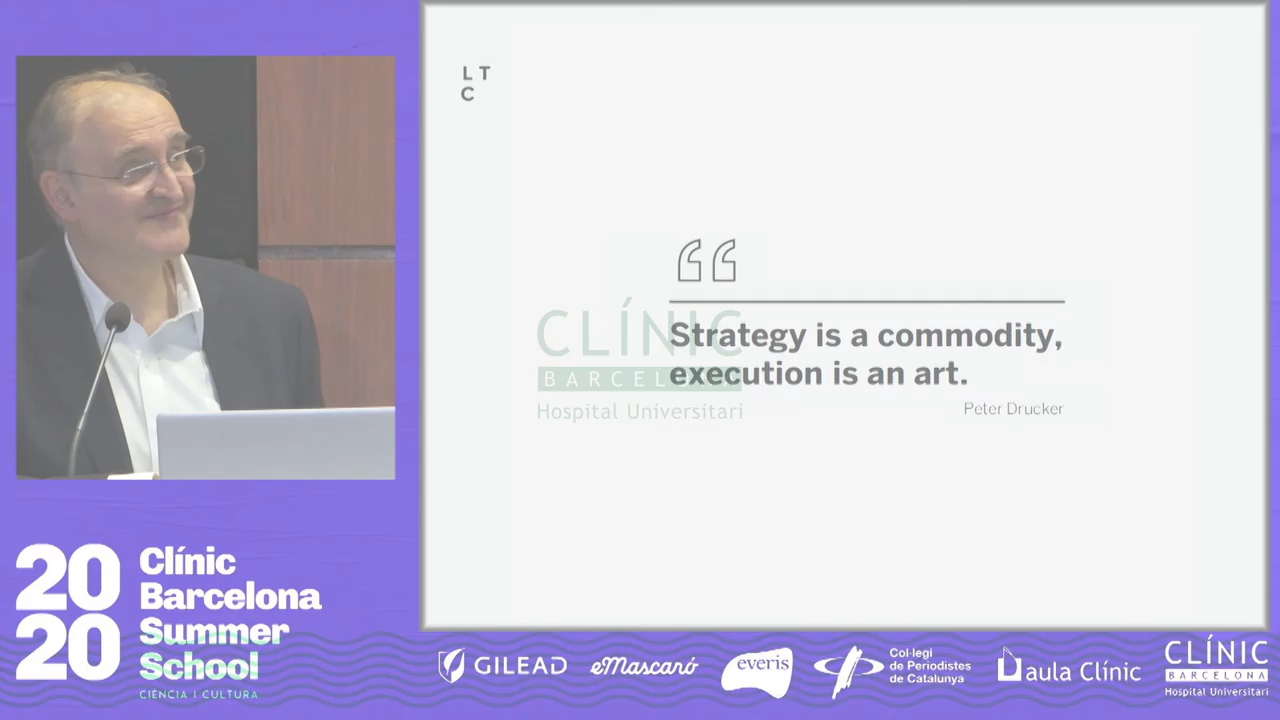 L T
C
Strategy is a commodity,
execution is an art.
Peter Drucker
CLÍNIC
BARCEL
Hospital Universitari
20
20
Clínic
Barcelona
Summer
School
CIÈNCIA I CULTURA
GILEAD
eMascaró
everis
Col·legi
de Periodistes
de Catalunya
aula Clínic
CLÍNIC
BARCELONA
Hospital Universitari